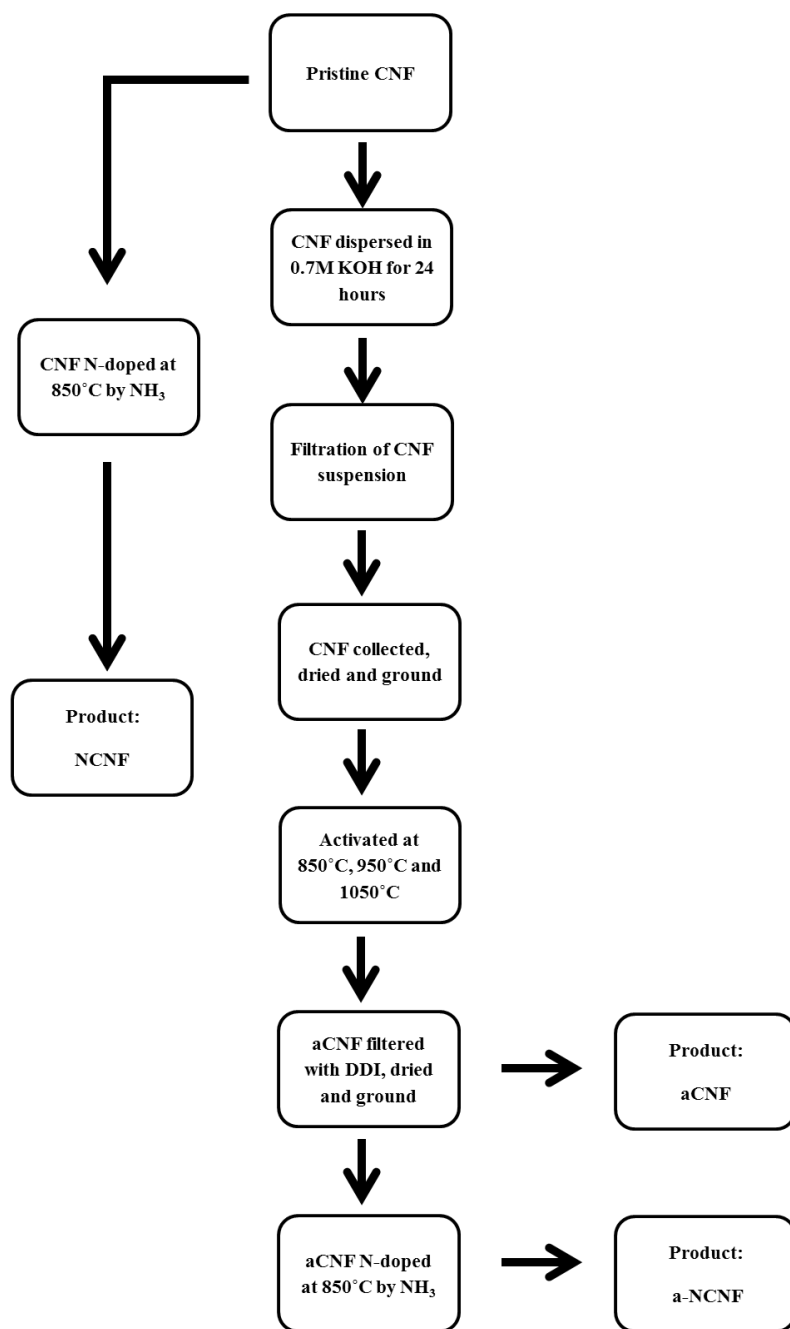 Pristine CNF
CNF dispersed in
0.7M KOH for 24
hours
CNF N-doped at
850˚C by NH₃
Filtration of CNF
suspension
CNF collected,
dried and ground
Product:
NCNF
Activated at
850˚C, 950˚C and
1050˚C
aCNF filtered
with DDI, dried
and ground
Product:
aCNF
aCNF N-doped
at 850˚C by NH₃
Product:
a-NCNF